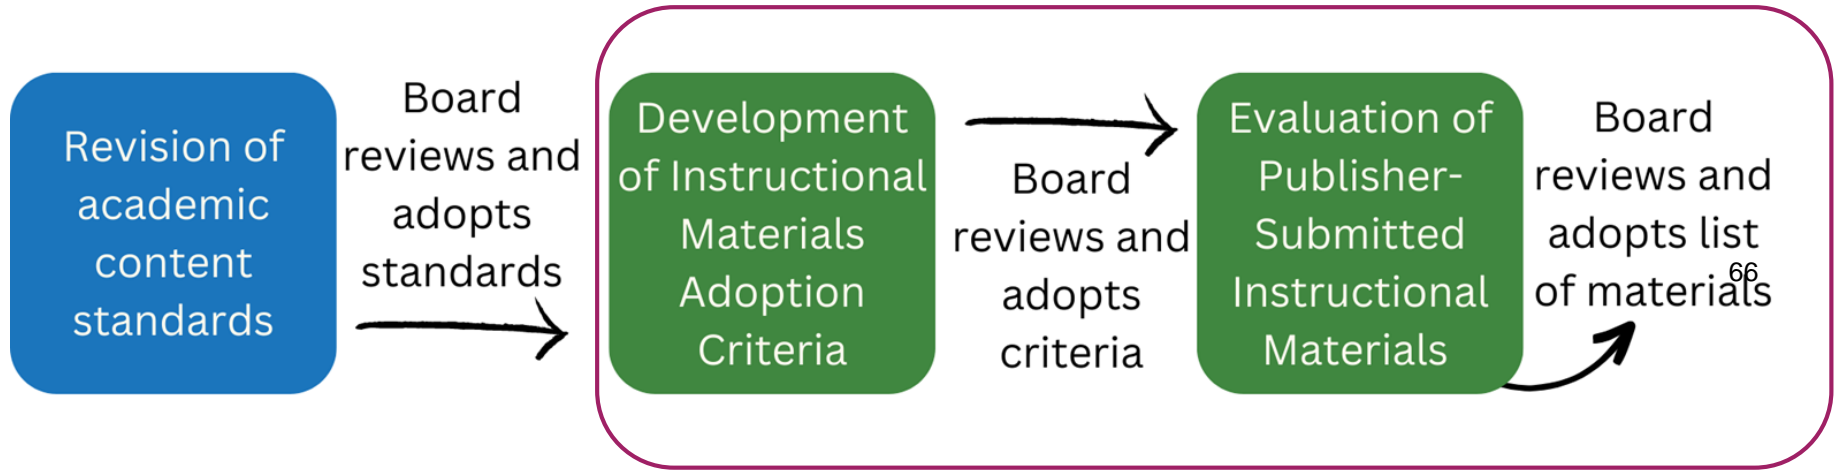 Revision of
academic
content
standards
Board
reviews and
adopts
standards
Development
of Instructional
Materials
Adoption
Criteria
Board
reviews and
adopts
criteria
Evaluation of
Publisher-
Submitted
Instructional
Materials
Board
reviews and
adopts list
of materials
66